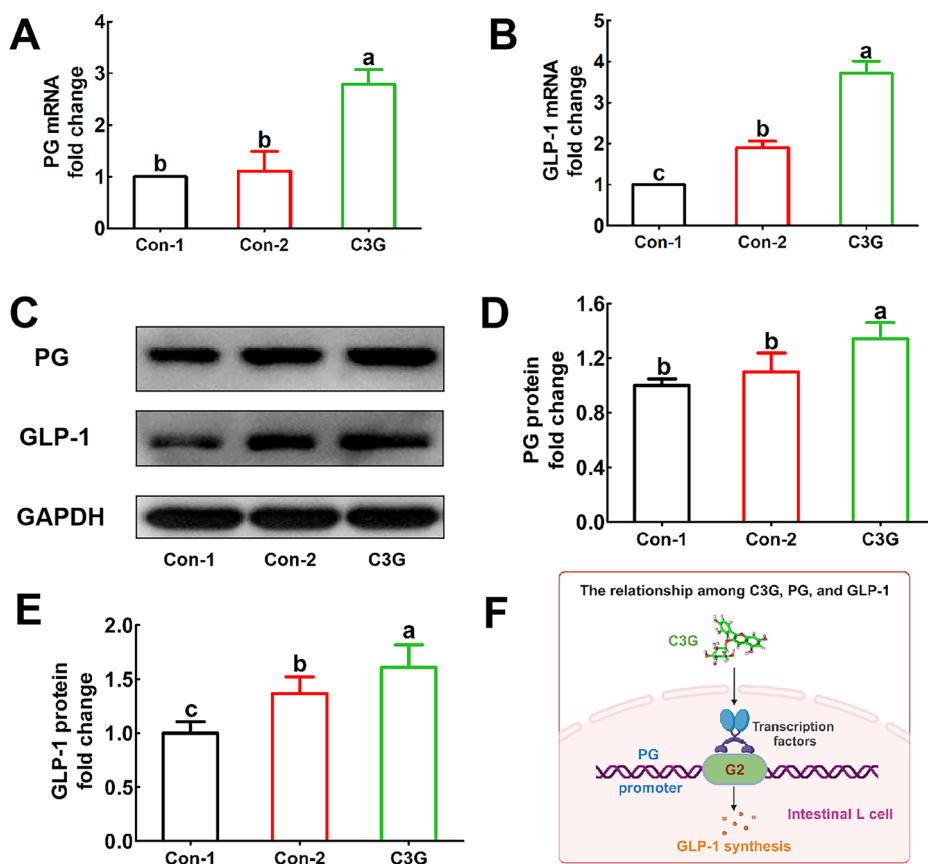 A
PG mRNA
fold change
4
3
2
1
0
b
b
a
Con-1 Con-2 C3G
B
GLP-1 mRNA
fold change
5
4
3
2
1
0
c
b
a
Con-1 Con-2 C3G
C
PG
GLP-1
GAPDH
Con-1 Con-2 C3G
D
PG protein
fold change
1.6
1.2
0.8
0.4
0.0
b
b
a
Con-1 Con-2 C3G
E
GLP-1 protein
fold change
2.0
1.5
1.0
0.5
0.0
c
b
a
Con-1 Con-2 C3G
F
The relationship among C3G, PG, and GLP-1
C3G
Transcription
factors
PG
promoter
G2
Intestinal L cell
GLP-1 synthesis